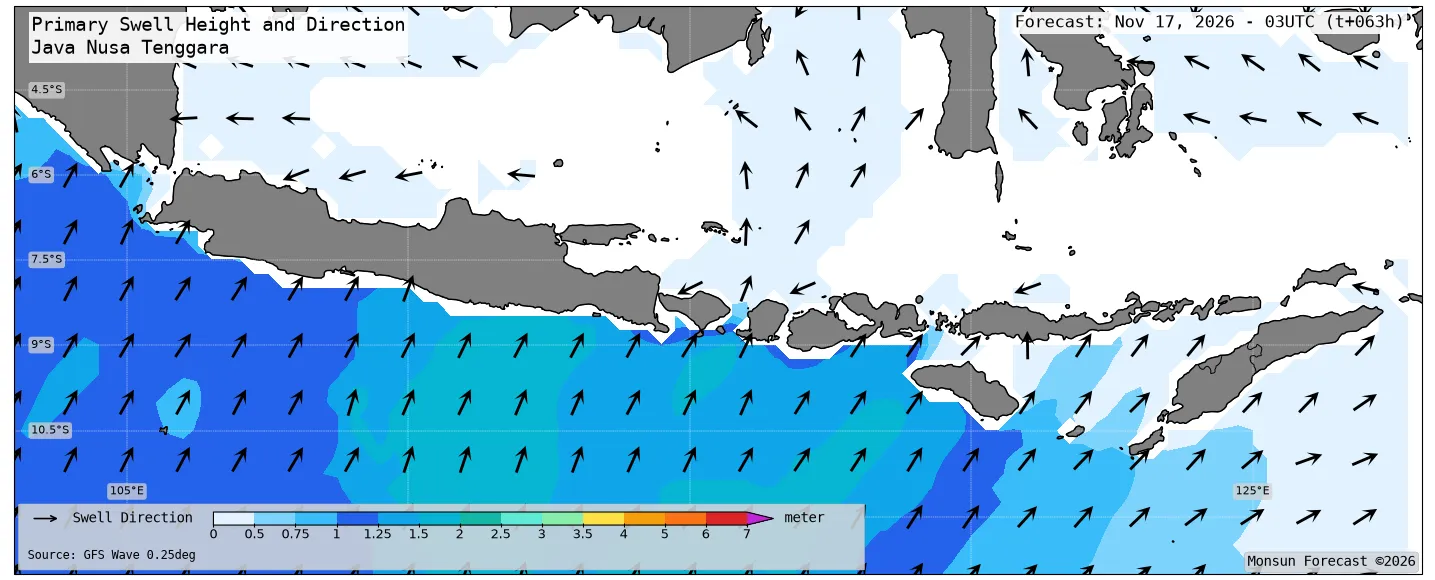 Primary Swell Height and Direction
Java Nusa Tenggara
Forecast: Nov 17, 2026 - 03UTC (t+063h)
4.5°S
6°S
7.5°S
9°S
10.5°S
105°E
125°E
Swell Direction
0 0.5 0.75 1 1.25 1.5 2 2.5 3 3.5 4 5 6 7
meter
Source: GFS Wave 0.25deg
Monsun Forecast ©2026